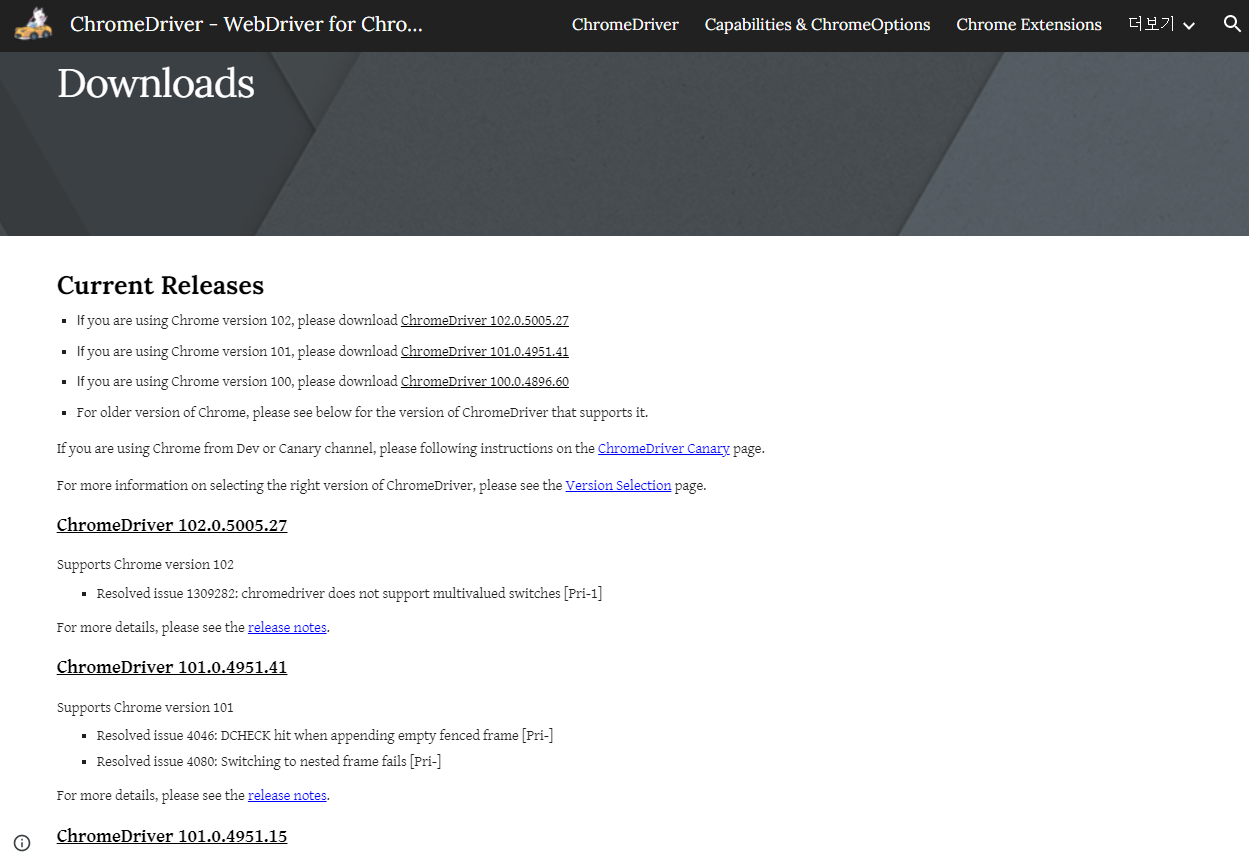 ChromeDriver - WebDriver for Chro...
ChromeDriver
Capabilities & ChromeOptions
Chrome Extensions
더보기
Downloads
Current Releases
If you are using Chrome version 102, please download ChromeDriver 102.0.5005.27
If you are using Chrome version 101, please download ChromeDriver 101.0.4951.41
If you are using Chrome version 100, please download ChromeDriver 100.0.4896.60
For older version of Chrome, please see below for the version of ChromeDriver that supports it.
If you are using Chrome from Dev or Canary channel, please following instructions on the ChromeDriver Canary page.
For more information on selecting the right version of ChromeDriver, please see the Version Selection page.
ChromeDriver 102.0.5005.27
Supports Chrome version 102
Resolved issue 1309282: chromedriver does not support multivalued switches [Pri-1]
For more details, please see the release notes.
ChromeDriver 101.0.4951.41
Supports Chrome version 101
Resolved issue 4046: DCHECK hit when appending empty fenced frame [Pri-]
Resolved issue 4080: Switching to nested frame fails [Pri-]
For more details, please see the release notes.
ChromeDriver 101.0.4951.15